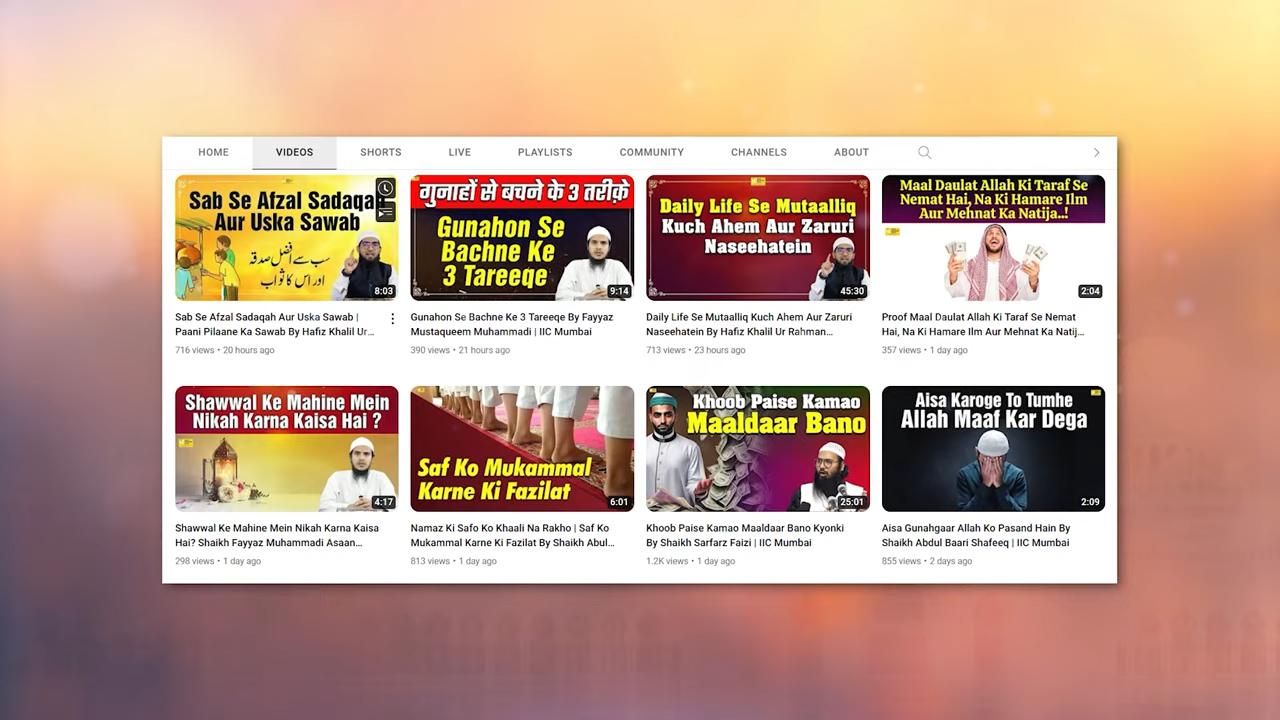 HOME VIDEOS SHORTS LIVE PLAYLISTS COMMUNITY CHANNELS ABOUT
Sab Se Afzal Sadaqah
Aur Uska Sawab
سب سے افضل صدقہ
اور اس کا ثواب
8:03
Sab Se Afzal Sadaqah Aur Uska Sawab |
Paani Pilaane Ka Sawab By Hafiz Khalil Ur...
716 views • 20 hours ago
गुनाहों से बचने के 3 तरीक़े
Gunahon Se
Bachne Ke
3 Tareeqe
9:14
Gunahon Se Bachne Ke 3 Tareeqe By Fayyaz
Mustaqueem Muhammadi | IIC Mumbai
390 views • 21 hours ago
Daily Life Se Mutaalliq
Kuch Ahem Aur Zaruri
Naseehatein
45:30
Daily Life Se Mutaalliq Kuch Ahem Aur Zaruri
Naseehatein By Hafiz Khalil Ur Rahman...
713 views • 23 hours ago
Maal Daulat Allah Ki Taraf Se
Nemat Hai, Na Ki Hamare Ilm
Aur Mehnat Ka Natija..!
2:04
Proof Maal Daulat Allah Ki Taraf Se Nemat
Hai, Na Ki Hamare Ilm Aur Mehnat Ka Natij...
357 views • 1 day ago
Shawwal Ke Mahine Mein
Nikah Karna Kaisa Hai ?
4:17
Shawwal Ke Mahine Mein Nikah Karna Kaisa
Hai? Shaikh Fayyaz Muhammadi Asaan...
298 views • 1 day ago
Saf Ko Mukammal
Karne Ki Fazilat
6:01
Namaz Ki Safo Ko Khaali Na Rakho | Saf Ko
Mukammal Karne Ki Fazilat By Shaikh Abul...
813 views • 1 day ago
Khoob Paise Kamao
Maaldaar Bano
25:01
Khoob Paise Kamao Maaldaar Bano Kyonki
By Shaikh Sarfarz Faizi | IIC Mumbai
1.2K views • 1 day ago
Aisa Karoge To Tumhe
Allah Maaf Kar Dega
2:09
Aisa Gunahgaar Allah Ko Pasand Hain By
Shaikh Abdul Baari Shafeeq | IIC Mumbai
855 views • 2 days ago